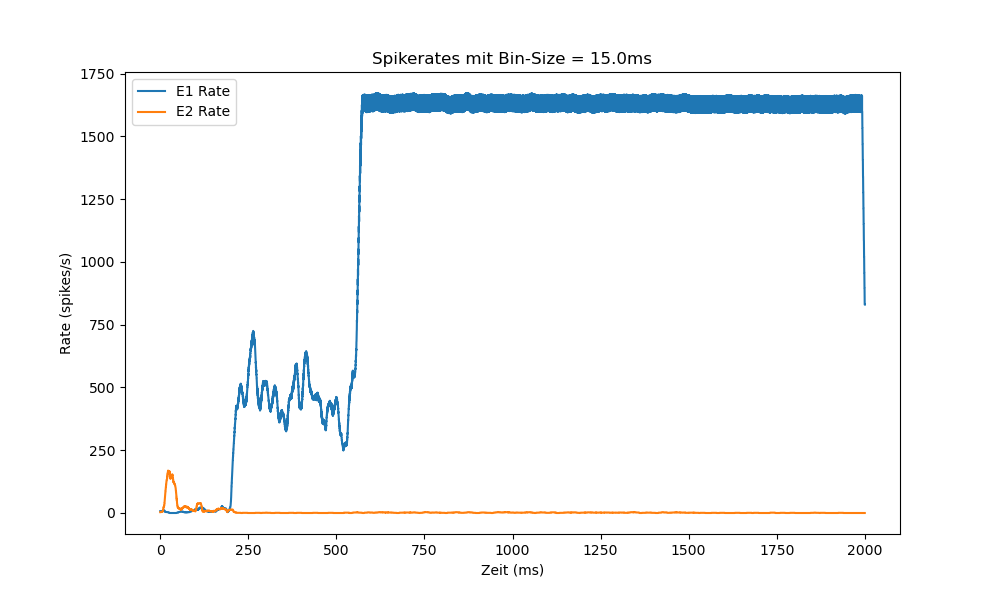 Spikerates mit Bin-Size = 15.0ms
E1 Rate
E2 Rate
Rate (spikes/s)
1750
1500
1250
1000
750
500
250
0
0 250 500 750 1000 1250 1500 1750 2000
Zeit (ms)